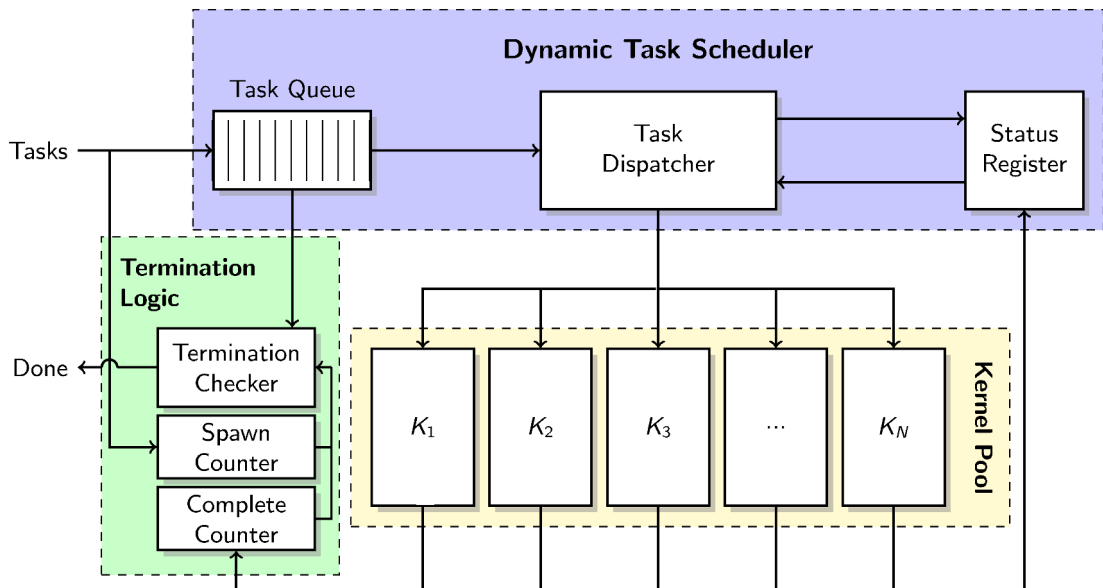 Dynamic Task Scheduler
Task Queue
Tasks
Task
Dispatcher
Status
Register
Termination
Logic
Done
Termination
Checker
Spawn
Counter
Complete
Counter
K1
K2
K3
...
KN
Kernel Pool